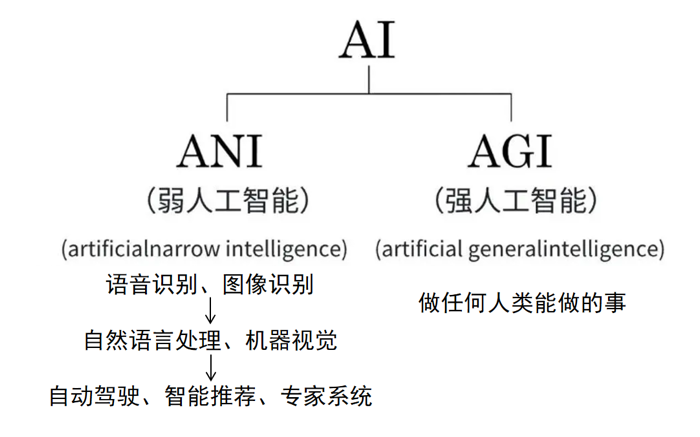 AI
ANI
(弱人工智能)
(artificialnarrow intelligence)
语音识别、图像识别
自然语言处理、机器视觉
自动驾驶、智能推荐、专家系统
AGI
(强人工智能)
(artificial generalintelligence)
做任何人类能做的事